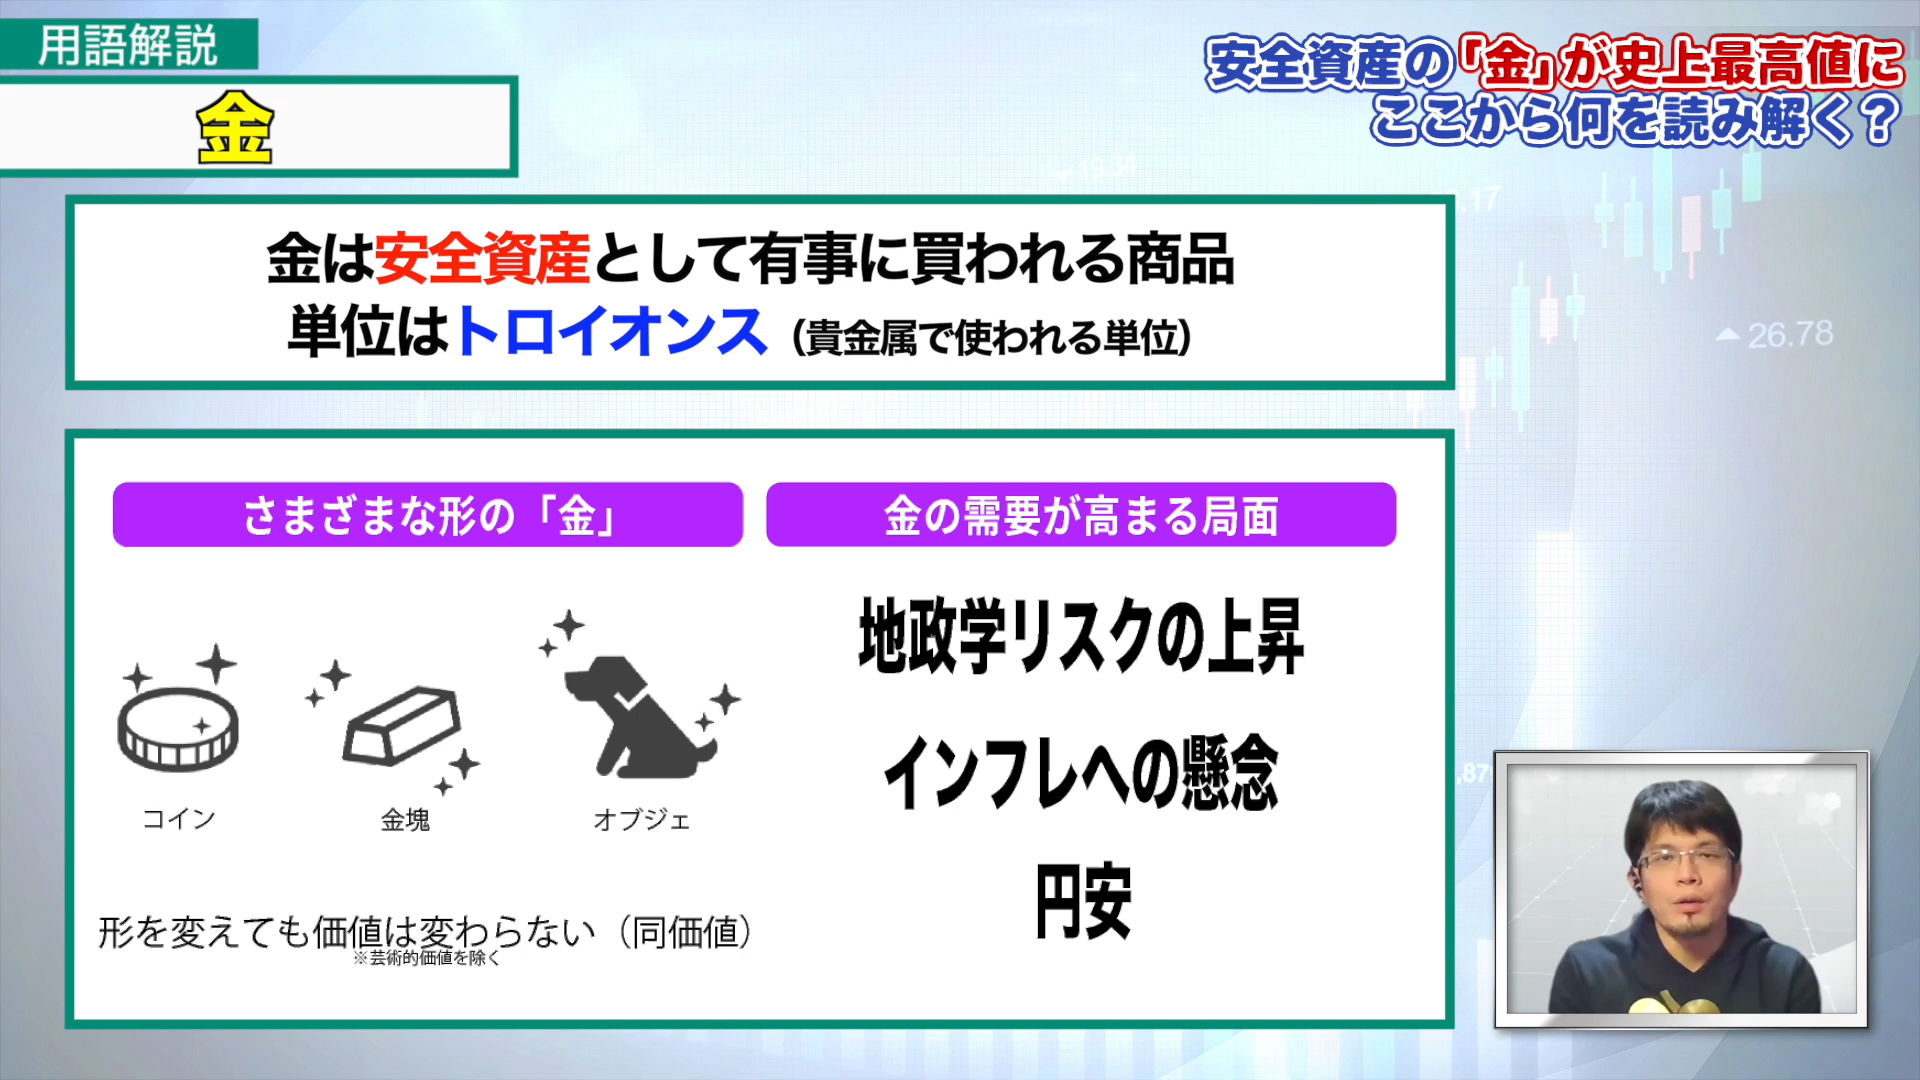 用語解説
金
安全資産の「金」が史上最高値に
ここから何を読み解く？
19.34
.17
26.78
金は安全資産として有事に買われる商品
単位はトロイオンス（貴金属で使われる単位）
さまざまな形の「金」
コイン
金塊
オブジェ
形を変えても価値は変わらない（同価値）
※芸術的価値を除く
金の需要が高まる局面
地政学リスクの上昇
インフレへの懸念
円安